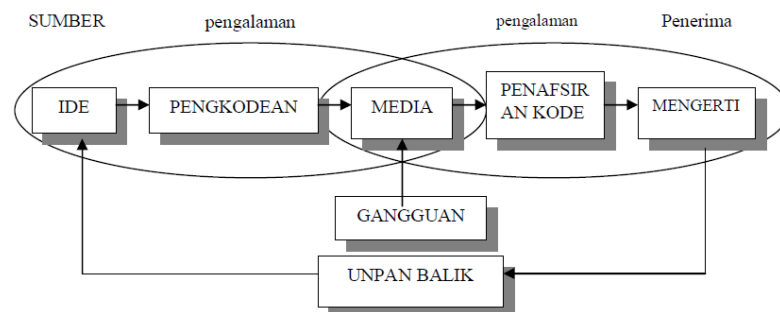 SUMBER pengalaman pengalaman Penerima
IDE PENGKODEAN MEDIA PENAFSIR
AN KODE MENGERTI
GANGGUAN
UNPAN BALIK